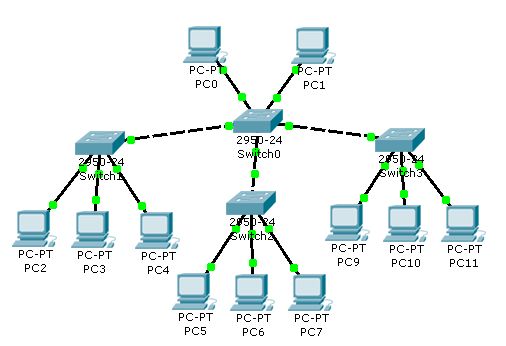 PC-PT
PC0
PC-PT
PC1
2950-24
Switch0
2950-24
Switch1
2950-24
Switch3
2950-24
Switch2
PC-PT
PC2
PC-PT
PC3
PC-PT
PC4
PC-PT
PC9
PC-PT
PC10
PC-PT
PC11
PC-PT
PC5
PC-PT
PC6
PC-PT
PC7